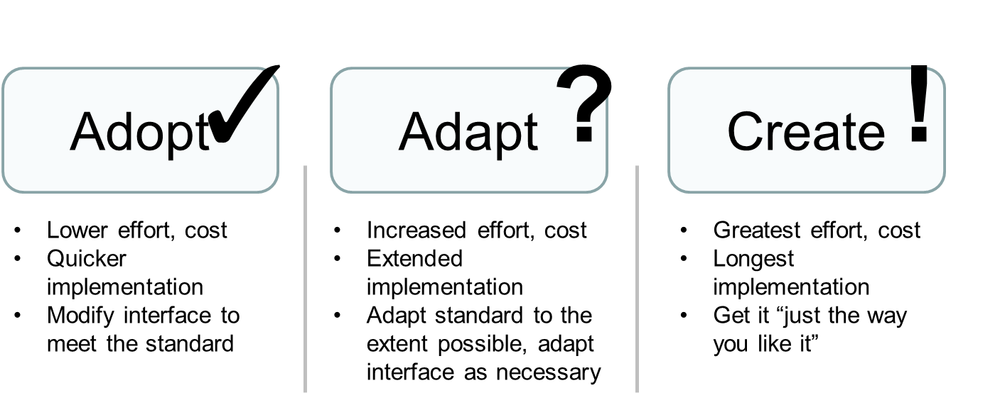 Adopt✓
Adapt ?
Create !
• Lower effort, cost
• Quicker
implementation
• Modify interface to
meet the standard
• Increased effort, cost
• Extended
implementation
• Adapt standard to the
extent possible, adapt
interface as necessary
• Greatest effort, cost
• Longest
implementation
• Get it “just the way
you like it”